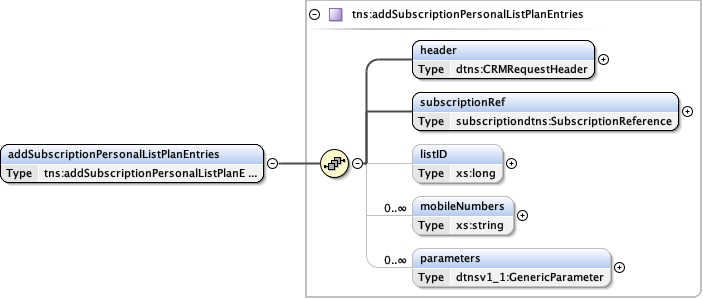 tns:addSubscriptionPersonalListPlanEntries
header
Type dtns:CRMRequestHeader
subscriptionRef
Type subscriptiondtns:SubscriptionReference
addSubscriptionPersonalListPlanEntries
Type tns:addSubscriptionPersonalListPlanE ...
listID
Type xs:long
0..∞
mobileNumbers
Type xs:string
0..∞
parameters
Type dtnsv1_1:GenericParameter